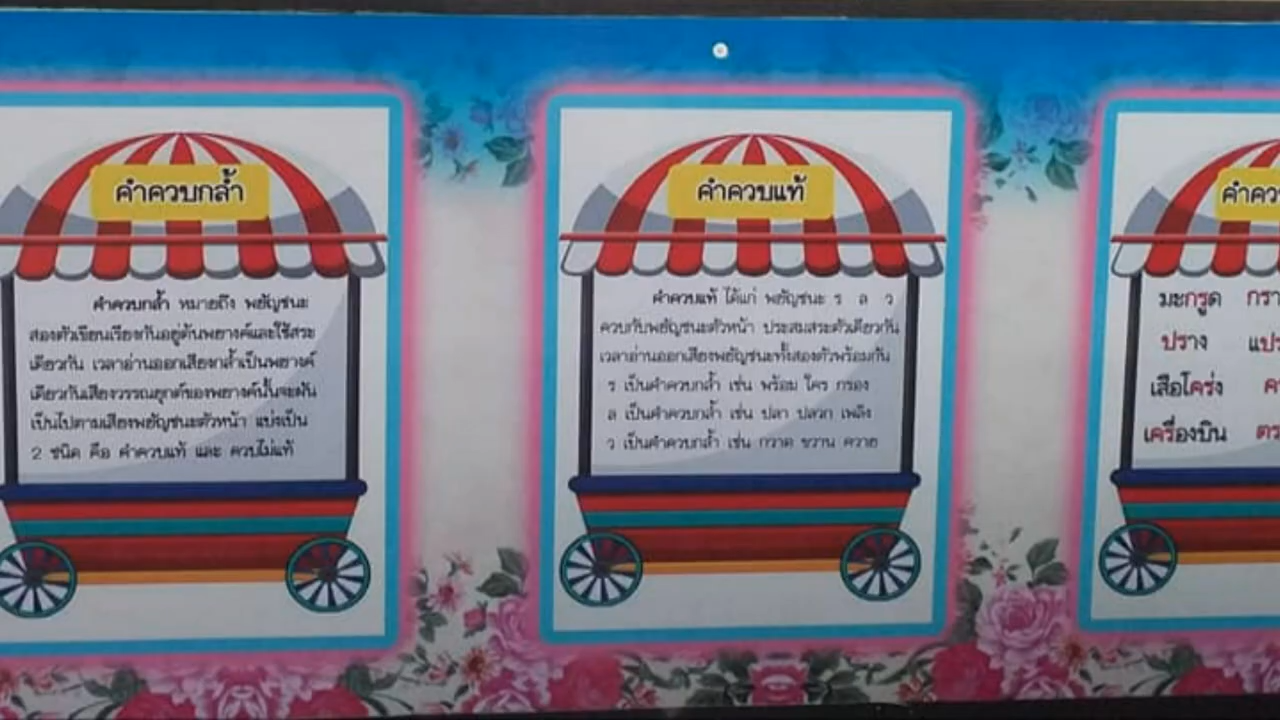 คำควบกล้ำ
คำควบกล้ำ หมายถึง พยัญชนะ
สองตัวเขียนเรียงกันอยู่ต้นพยางค์และใช้สระ
เดียวกัน เวลาอ่านออกเสียงกล้ำเป็นพยางค์
เดียวกันเสียงวรรณยุกต์ของพยางค์นั้นจะผัน
เป็นไปตามเสียงพยัญชนะตัวหน้า แบ่งเป็น
2 ชนิด คือ คำควบแท้ และ ควบไม่แท้
คำควบแท้
คำควบแท้ ได้แก่ พยัญชนะ ร ล ว
ควบกับพยัญชนะตัวหน้า ประสมสระตัวเดียวกัน
เวลาอ่านออกเสียงพยัญชนะทั้งสองตัวพร้อมกัน
ร เป็นคำควบกล้ำ เช่น พร้อม ใคร กรอง
ล เป็นคำควบกล้ำ เช่น ปลา ปลวก เพลิง
ว เป็นคำควบกล้ำ เช่น กวาด ขวาน ควาย
คำคว
มะกรูด กรา
ปราง แปร
เสือโคร่ง
เครื่องบิน ตร